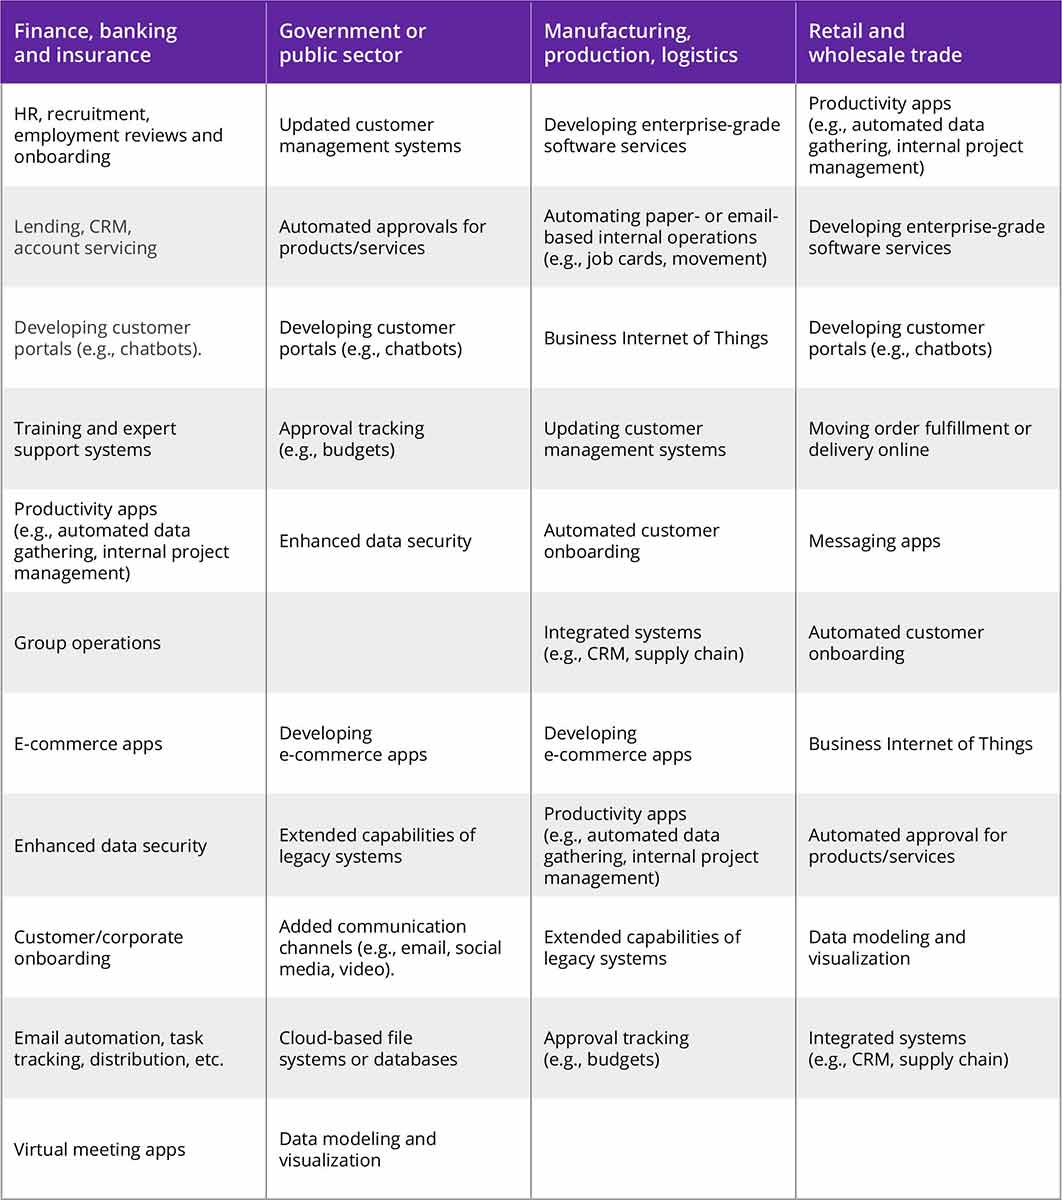 Finance, banking
and insurance
Government or
public sector
Manufacturing,
production, logistics
Retail and
wholesale trade
HR, recruitment,
employment reviews and
onboarding
Updated customer
management systems
Developing enterprise-grade
software services
Productivity apps
(e.g., automated data
gathering, internal project
management)
Lending, CRM,
account servicing
Automated approvals for
products/services
Automating paper- or email-
based internal operations
(e.g., job cards, movement)
Developing enterprise-grade
software services
Developing customer
portals (e.g., chatbots).
Developing customer
portals (e.g., chatbots)
Business Internet of Things
Developing customer
portals (e.g., chatbots)
Training and expert
support systems
Approval tracking
(e.g., budgets)
Updating customer
management systems
Moving order fulfillment or
delivery online
Productivity apps
(e.g., automated data
gathering, internal project
management)
Enhanced data security
Automated customer
onboarding
Messaging apps
Group operations
Integrated systems
(e.g., CRM, supply chain)
Automated customer
onboarding
E-commerce apps
Developing
e-commerce apps
Developing
e-commerce apps
Business Internet of Things
Enhanced data security
Extended capabilities of
legacy systems
Productivity apps
(e.g., automated data
gathering, internal project
management)
Automated approval for
products/services
Customer/corporate
onboarding
Added communication
channels (e.g., email, social
media, video).
Extended capabilities of
legacy systems
Data modeling and
visualization
Email automation, task
tracking, distribution, etc.
Cloud-based file
systems or databases
Approval tracking
(e.g., budgets)
Integrated systems
(e.g., CRM, supply chain)
Virtual meeting apps
Data modeling and
visualization